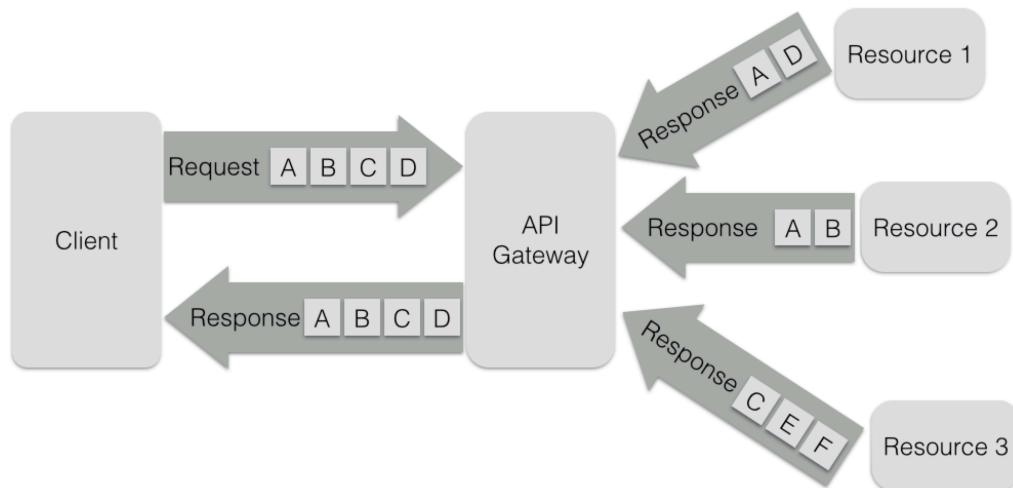 Client
Request A B C D
Response A B C D
API
Gateway
Response A D
Resource 1
Response A B
Resource 2
Response C E F
Resource 3